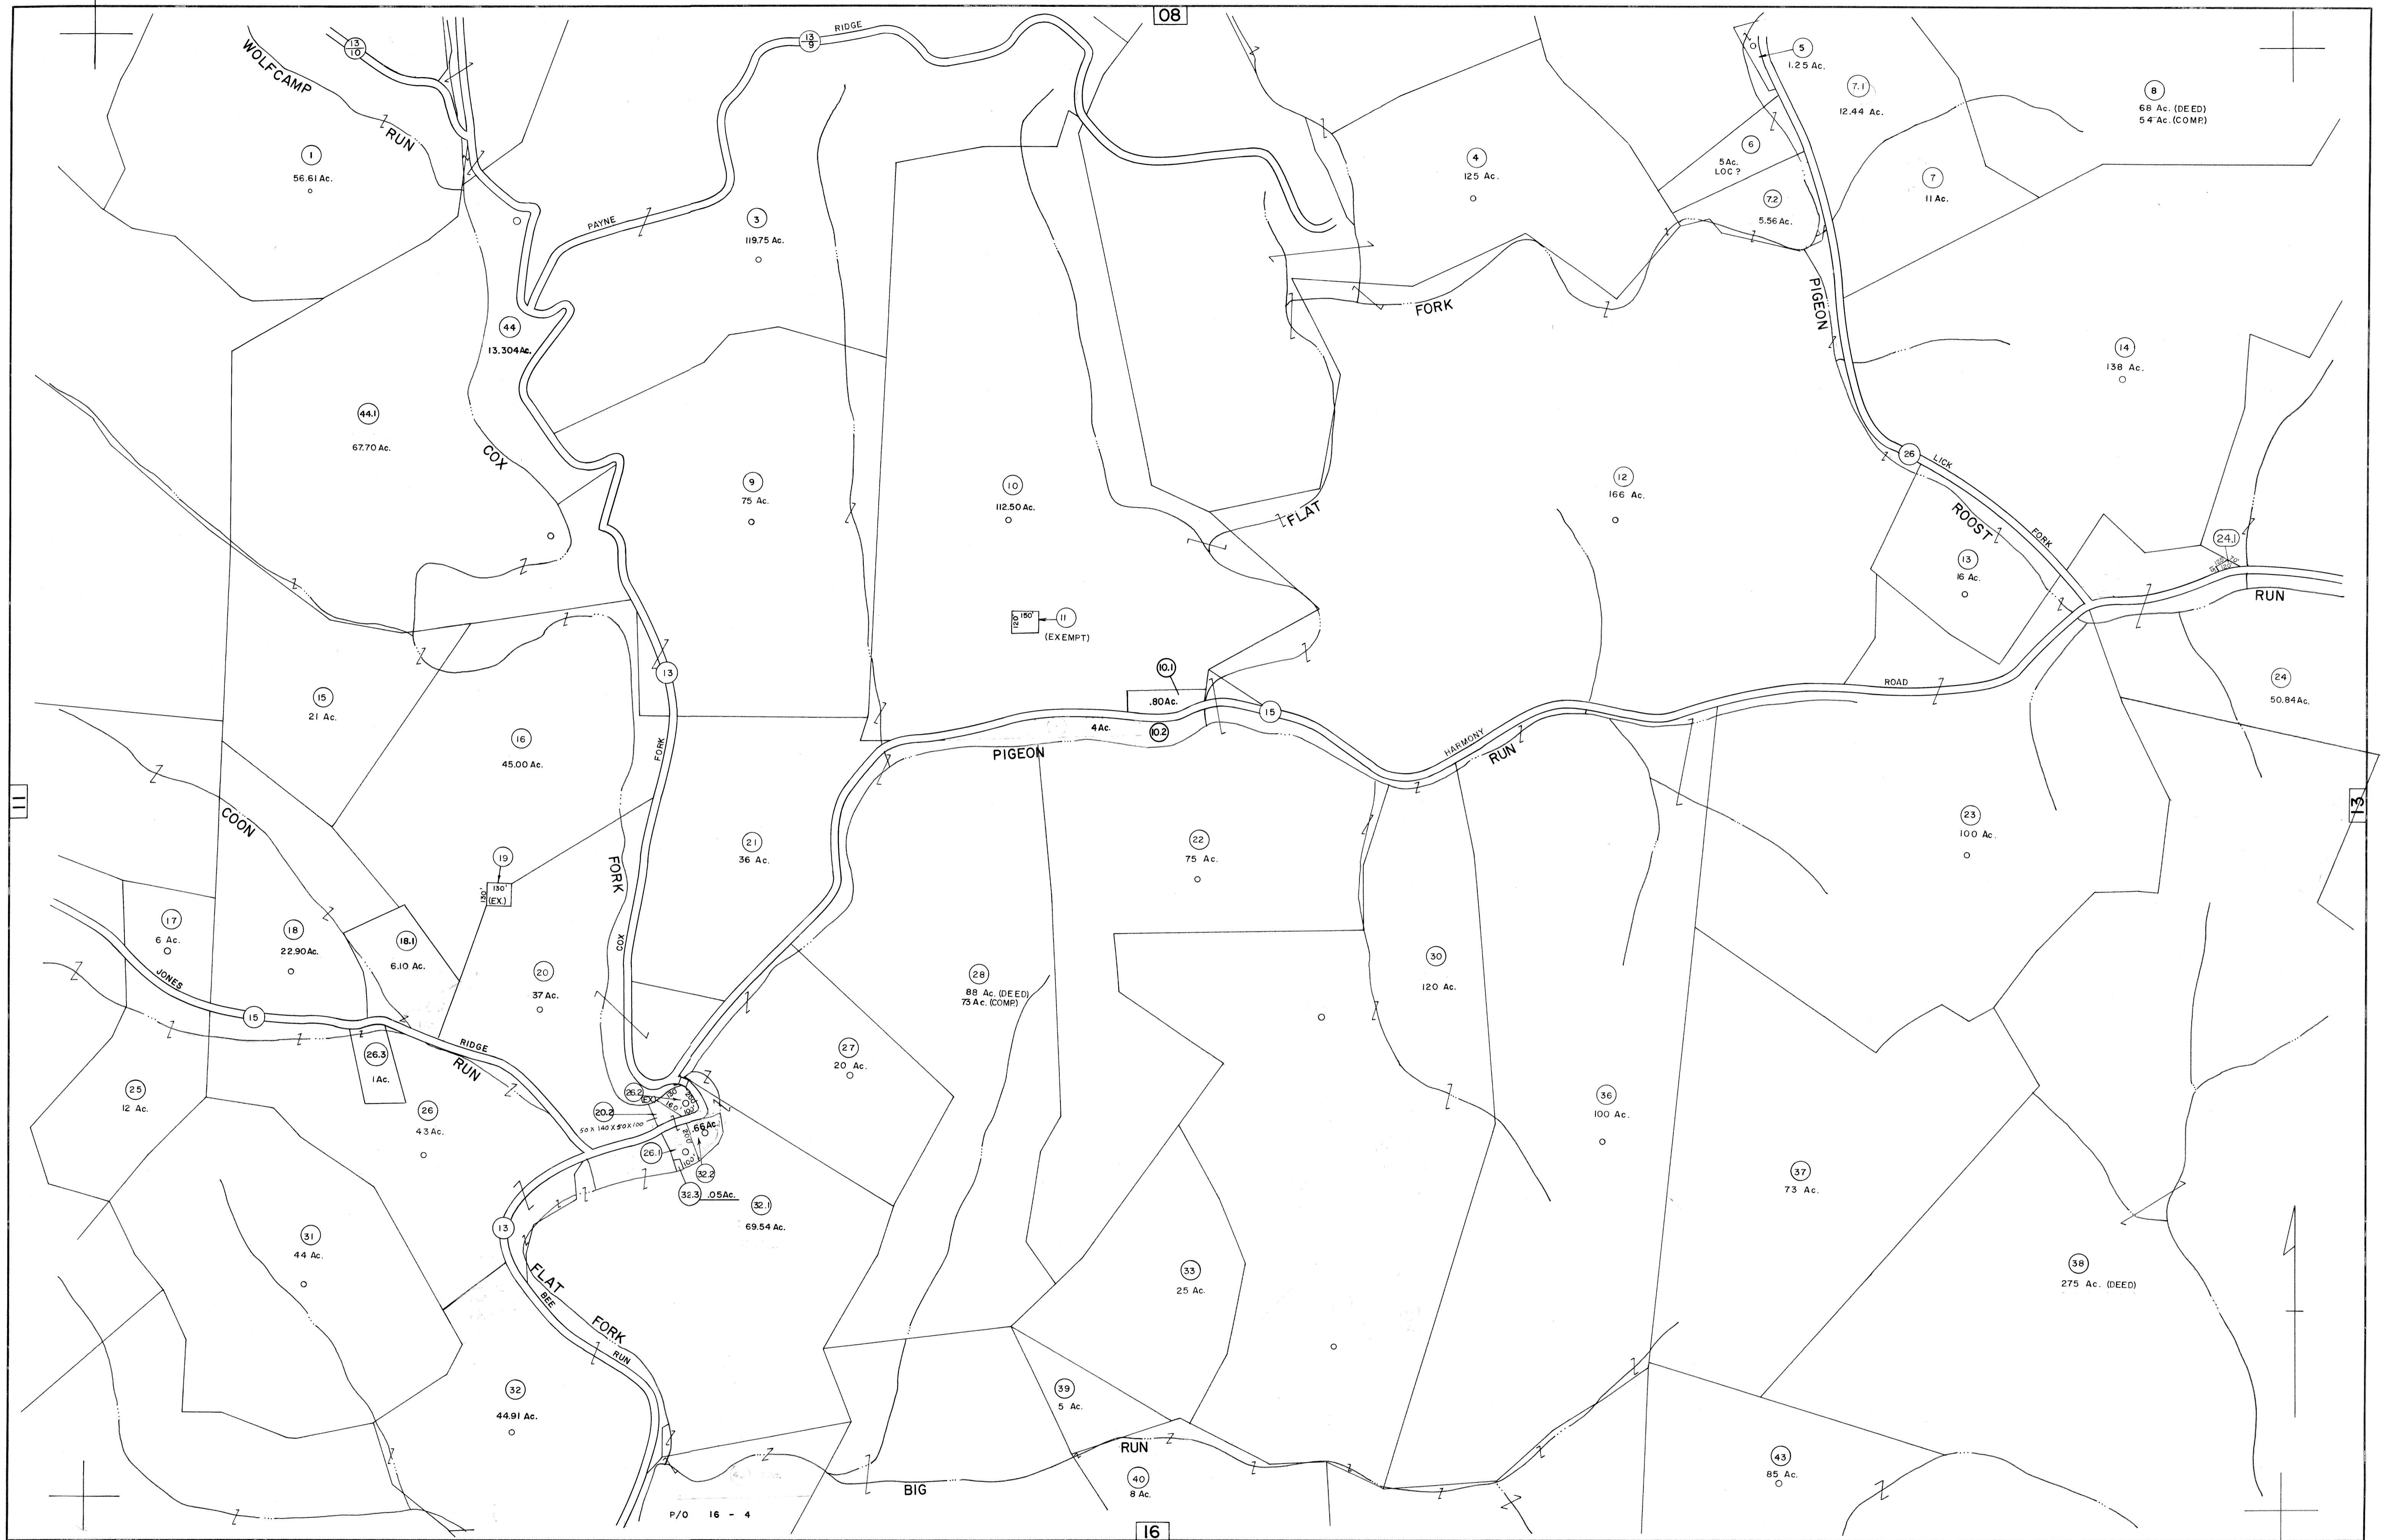 08
WOLFCAMP
RUN
13
10
13
9
RIDGE
PAYNE
1
56.61 Ac.
3
119.75 Ac.
4
125 Ac.
5
1.25 Ac.
7.1
12.44 Ac.
8
68 Ac. (DEED)
54 Ac. (COMP.)
6
5 Ac.
LOC ?
7.2
5.56 Ac.
7
11 Ac.
FORK
PIGEON
44
13.304 Ac.
44.1
67.70 Ac.
COX
14
138 Ac.
9
75 Ac.
10
112.50 Ac.
FLAT
12
166 Ac.
26
LICK
FORK
ROOST
13
16 Ac.
24.1
RUN
120'
150'
11
(EXEMPT)
13
10.1
.80 Ac.
4 Ac.
10.2
15
PIGEON
HARMONY
RUN
ROAD
24
50.84 Ac.
15
21 Ac.
16
45.00 Ac.
FORK
11
13
COON
19
130'
130'
(EX.)
FORK
COX
21
36 Ac.
22
75 Ac.
23
100 Ac.
17
6 Ac.
18
22.90 Ac.
18.1
6.10 Ac.
20
37 Ac.
28
88 Ac. (DEED)
73 Ac. (COMP.)
30
120 Ac.
JONES
15
RIDGE
RUN
26.3
1 Ac.
25
12 Ac.
26
43 Ac.
27
20 Ac.
26.2
(EX.)
160'
100'
20.2
50 X 140 X 50 X 100
.66 Ac.
200'
26.1
100'
32.2
32.3
.05 Ac.
32.1
69.54 Ac.
36
100 Ac.
37
73 Ac.
13
31
44 Ac.
FLAT
BEE
FORK
RUN
33
25 Ac.
38
275 Ac. (DEED)
32
44.91 Ac.
39
5 Ac.
RUN
BIG
40
8 Ac.
43
85 Ac.
P/O 16 - 4
16